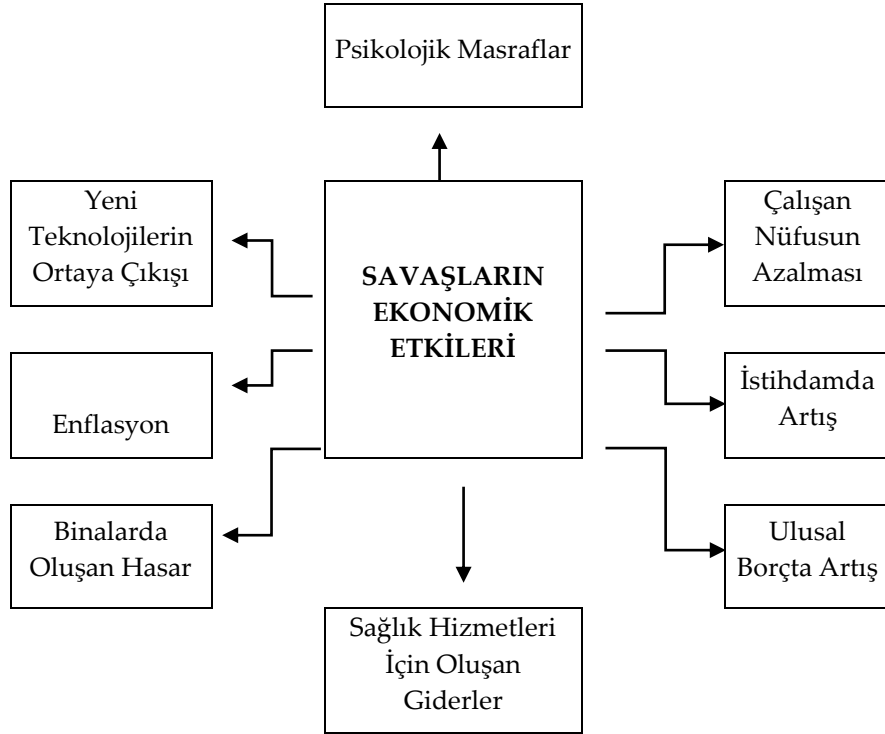 Psikolojik Masraflar
Yeni
Teknolojilerin
Ortaya Çıkışı
SAVAŞLARIN
EKONOMİK
ETKİLERİ
Çalışan
Nüfusun
Azalması
Enflasyon
İstihdamda
Artış
Binalarda
Oluşan Hasar
Ulusal
Borçta Artış
Sağlık Hizmetleri
İçin Oluşan
Giderler